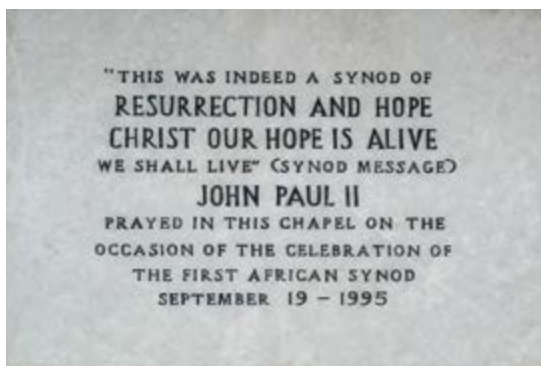 "THIS WAS INDEED A SYNOD OF
RESURRECTION AND HOPE
CHRIST OUR HOPE IS ALIVE
WE SHALL LIVE" (SYNOD MESSAGE)
JOHN PAUL II
PRAYED IN THIS CHAPEL ON THE
OCCASION OF THE CELEBRATION OF
THE FIRST AFRICAN SYNOD
SEPTEMBER 19 - 1995